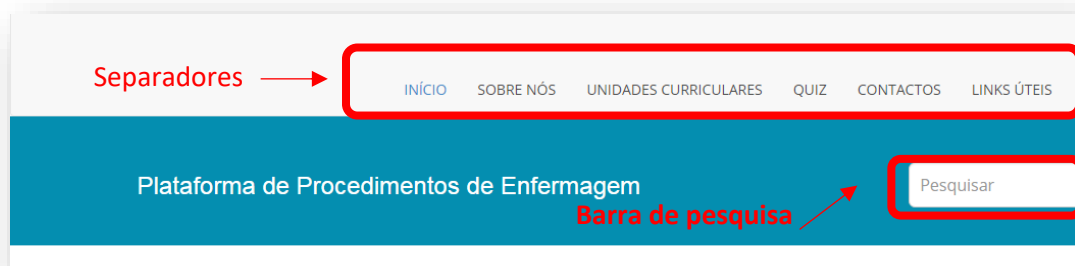 Separadores
INÍCIO SOBRE NÓS UNIDADES CURRICULARES QUIZ CONTACTOS LINKS ÚTEIS
Plataforma de Procedimentos de Enfermagem
Pesquisar
Barra de pesquisa